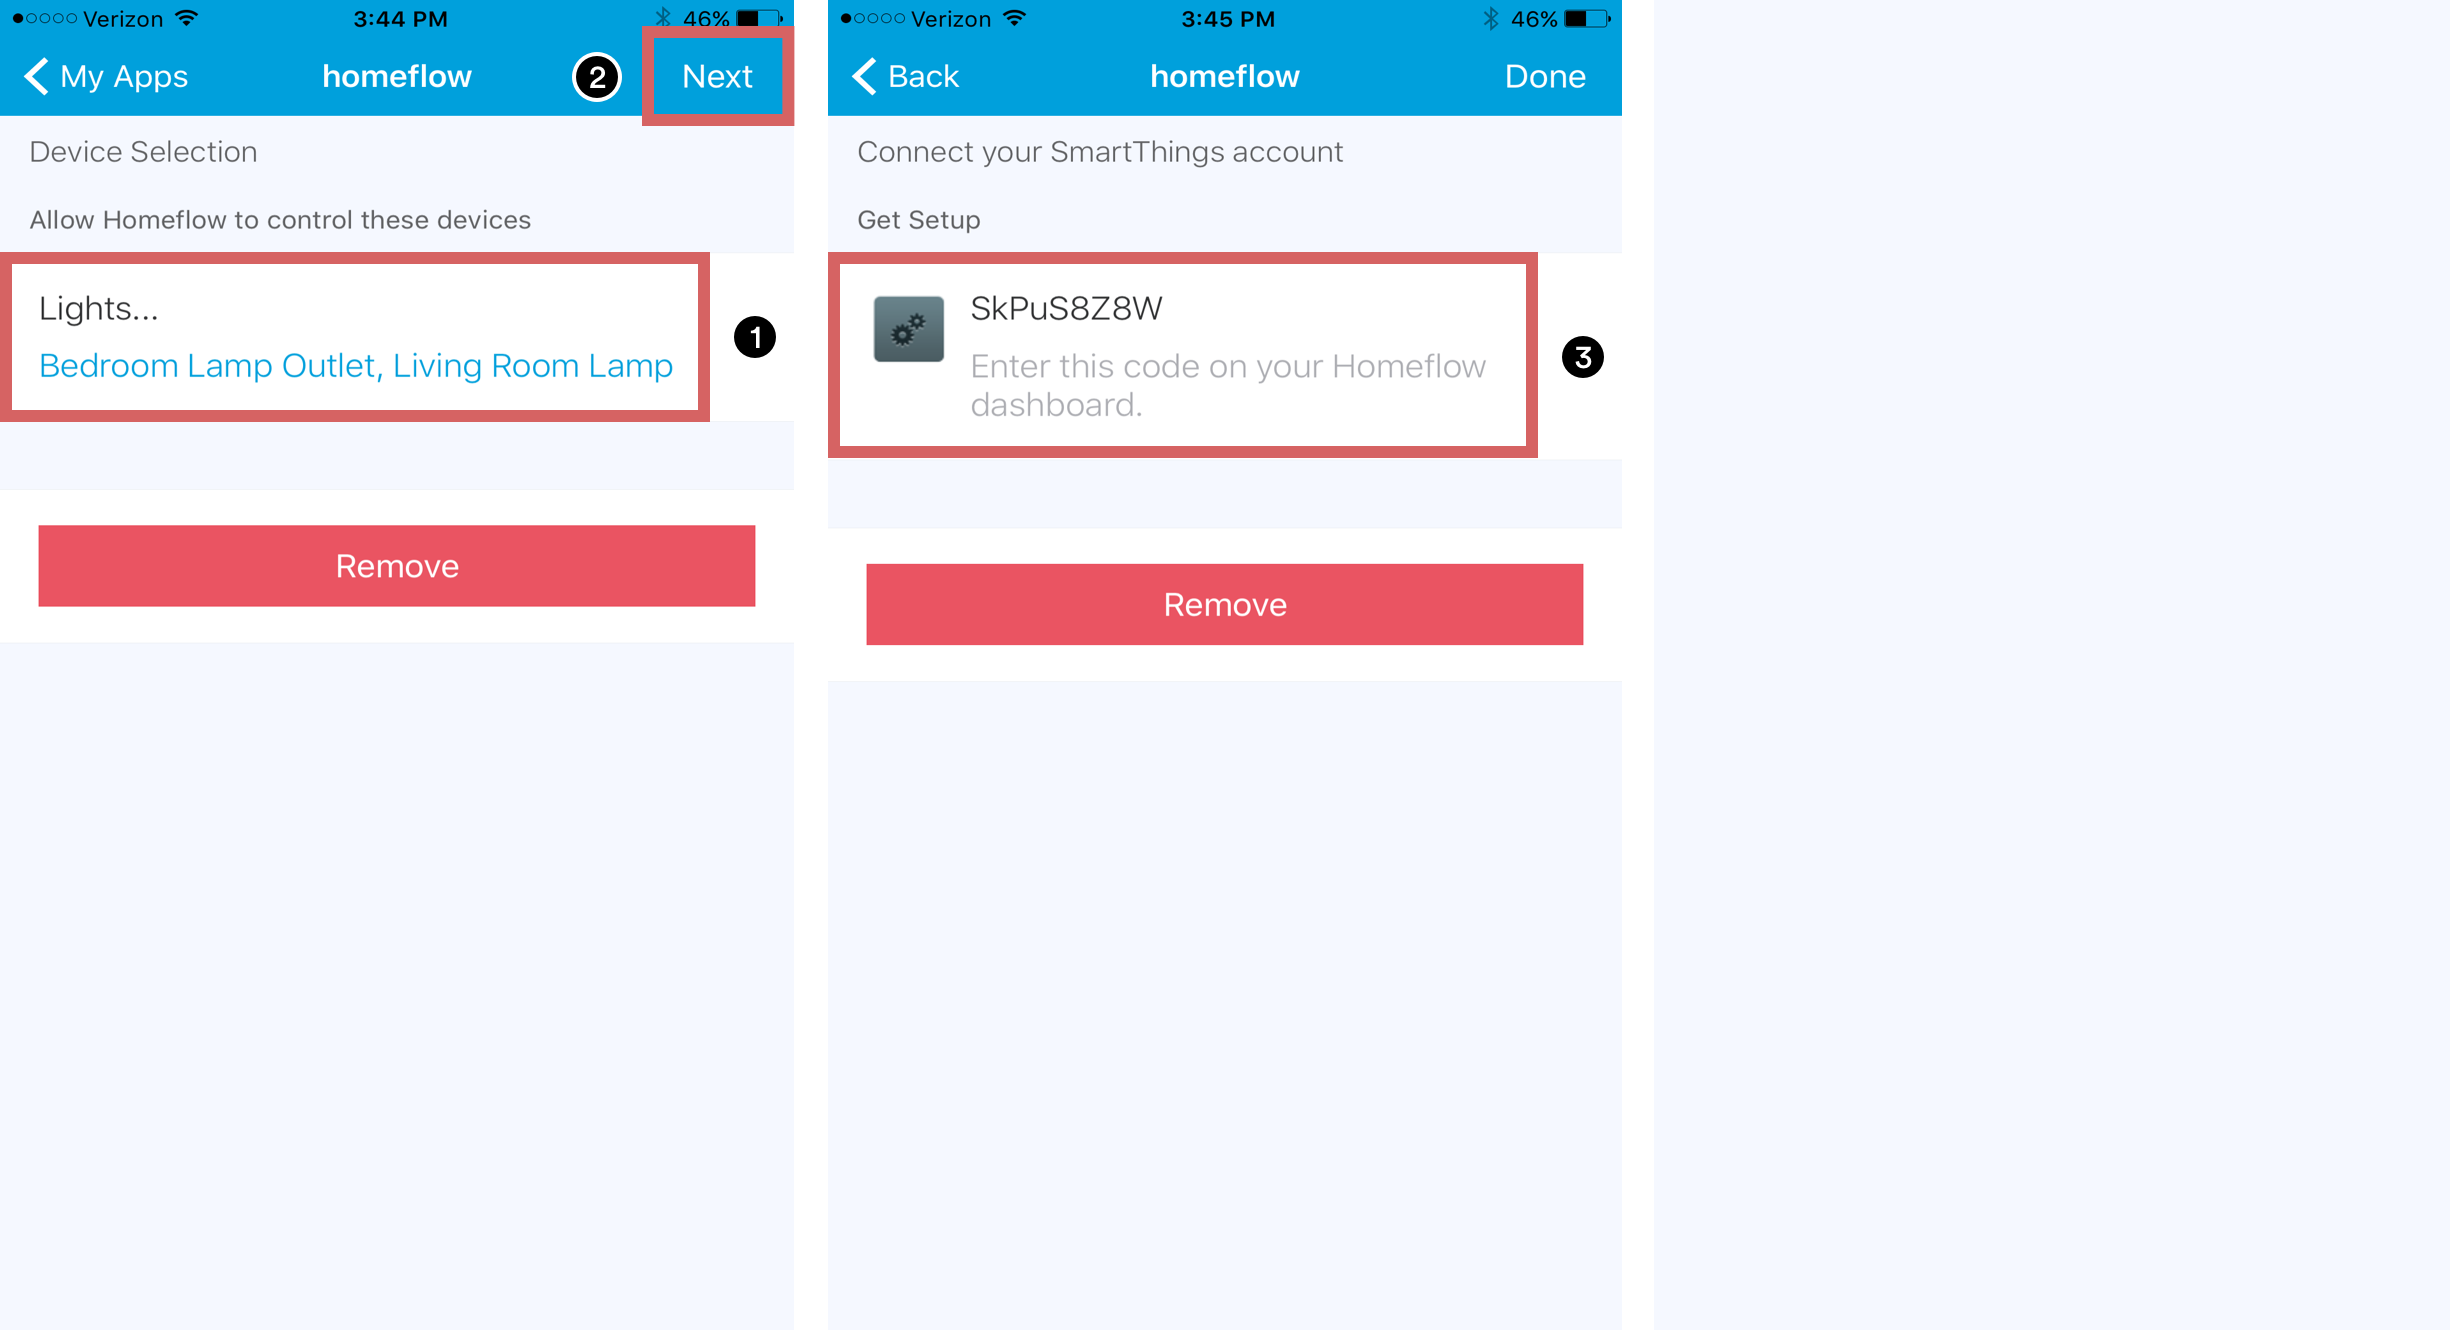 Verizon 3:44 PM 46%
My Apps homeflow 2 Next
Device Selection
Allow Homeflow to control these devices
Lights...
1
Bedroom Lamp Outlet, Living Room Lamp
Remove
Verizon 3:45 PM 46%
Back homeflow Done
Connect your SmartThings account
Get Setup
SkPuS8Z8W
3
Enter this code on your Homeflow
dashboard.
Remove